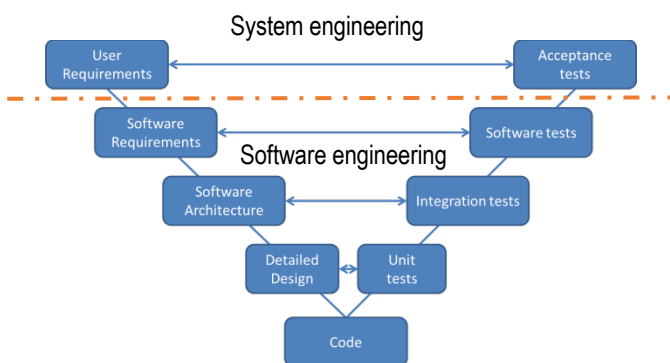 System engineering
User
Requirements
Acceptance
tests
Software
Requirements
Software tests
Software engineering
Software
Architecture
Integration tests
Detailed
Design
Unit
tests
Code